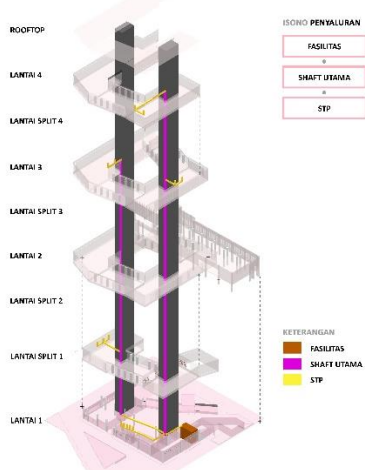 ROOFTOP
LANTAI 4
LANTAI SPLIT 4
LANTAI 3
LANTAI SPLIT 3
LANTAI 2
LANTAI SPLIT 2
LANTAI SPLIT 1
LANTAI 1
ISONO PENYALURAN
FASILITAS
SHAFT UTAMA
STP
KETERANGAN
FASILITAS
SHAFT UTAMA
STP